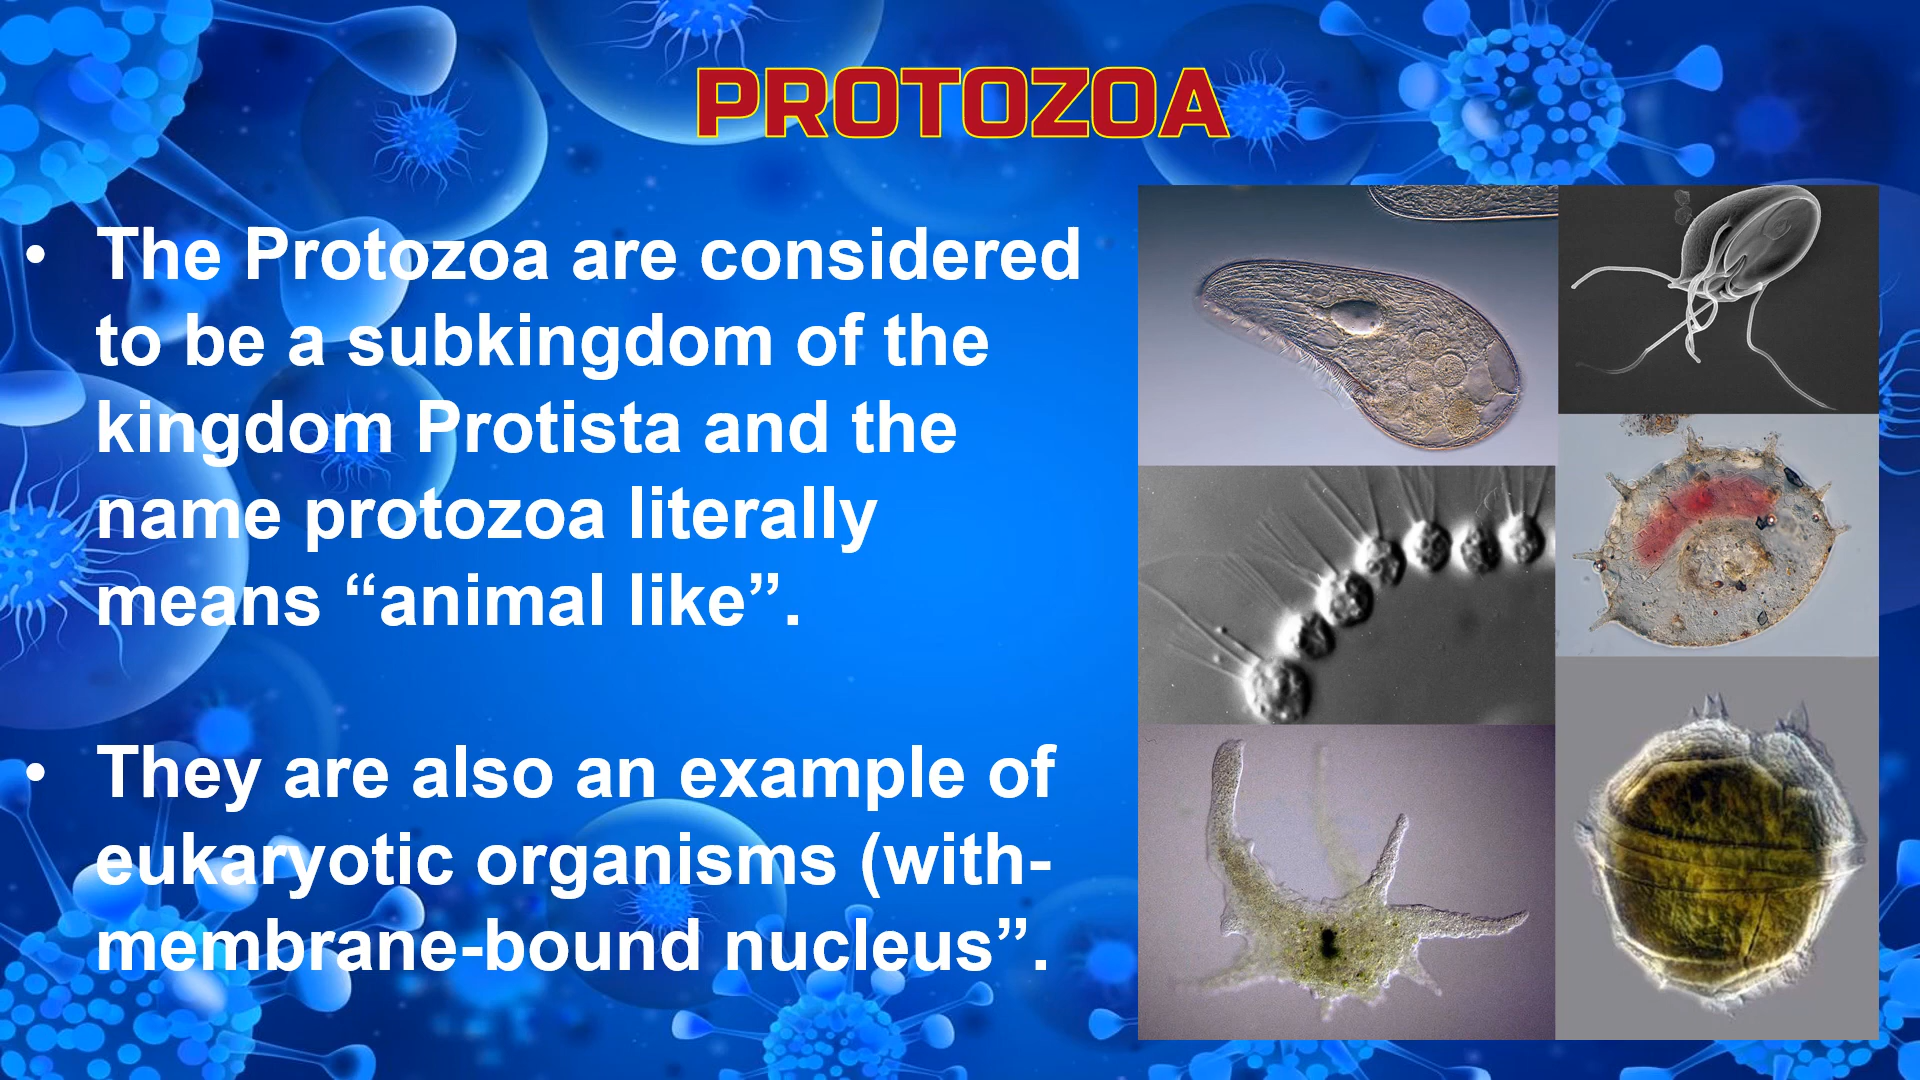 PROTOZOA
• The Protozoa are considered
to be a subkingdom of the
kingdom Protista and the
name protozoa literally
means “animal like”.
• They are also an example of
eukaryotic organisms (with-
membrane-bound nucleus”.